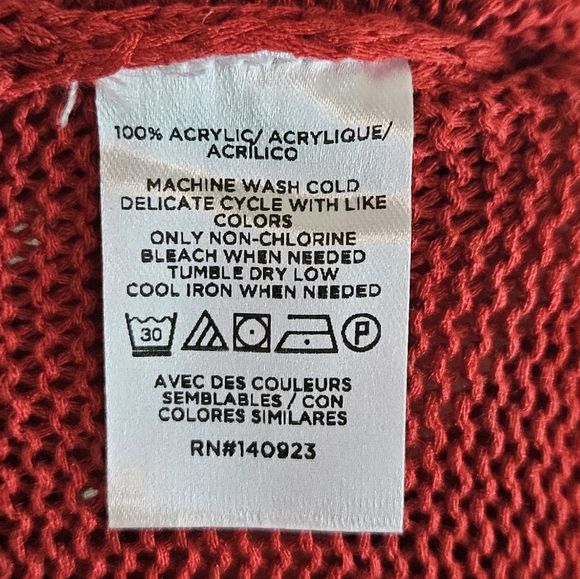 100% ACRYLIC/ ACRYLIQUE/
ACRÍLICO
MACHINE WASH COLD
DELICATE CYCLE WITH LIKE
COLORS
ONLY NON-CHLORINE
BLEACH WHEN NEEDED
TUMBLE DRY LOW
COOL IRON WHEN NEEDED
30 P
AVEC DES COULEURS
SEMBLABLES / CON
COLORES SIMILARES
RN#140923